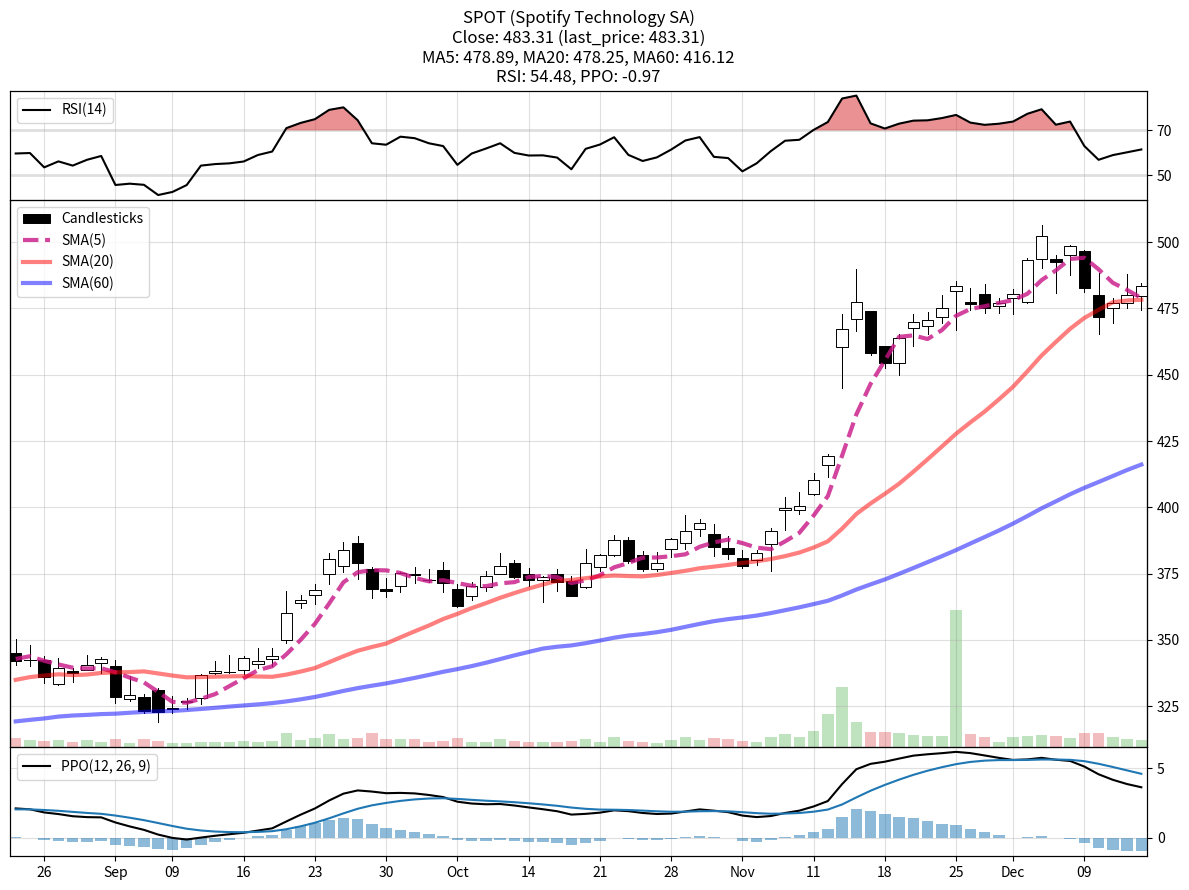 SPOT (Spotify Technology SA)
Close: 483.31 (last_price: 483.31)
MA5: 478.89, MA20: 478.25, MA60: 416.12
RSI: 54.48, PPO: -0.97
RSI(14)
70
50
Candlesticks
SMA(5)
SMA(20)
SMA(60)
500
475
450
425
400
375
350
325
PPO(12, 26, 9)
5
0
26 Sep 09 16 23 30 Oct 14 21 28 Nov 11 18 25 Dec 09